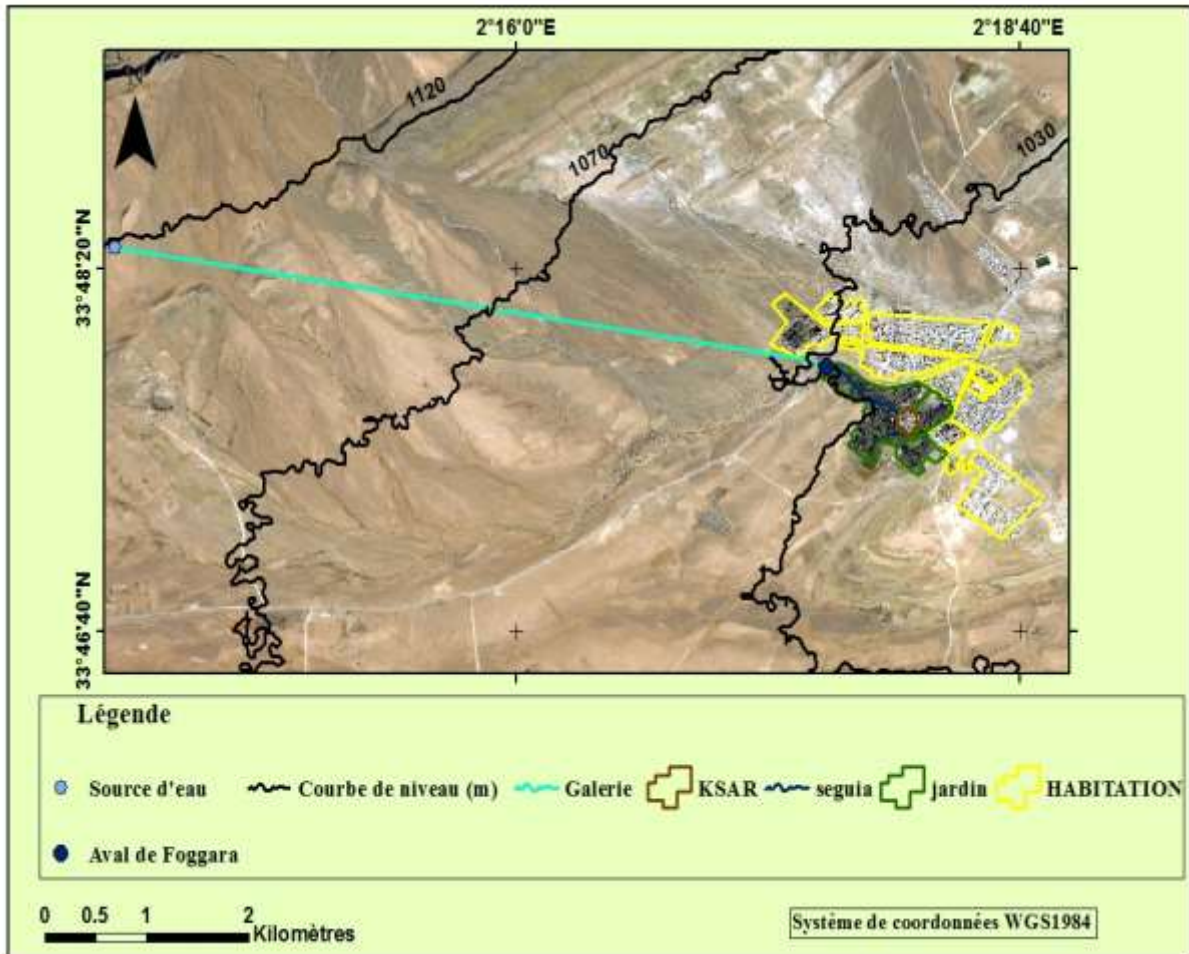 2°16'0"E
2°18'40"E
1120
1070
1030
33°48'20"N
33°46'40"N
Légende
Source d'eau
Courbe de niveau (m)
Galerie
KSAR
seguia
jardin
HABITATION
Aval de Foggara
0 0.5 1 2
Kilomètres
Système de coordonnées WGS1984